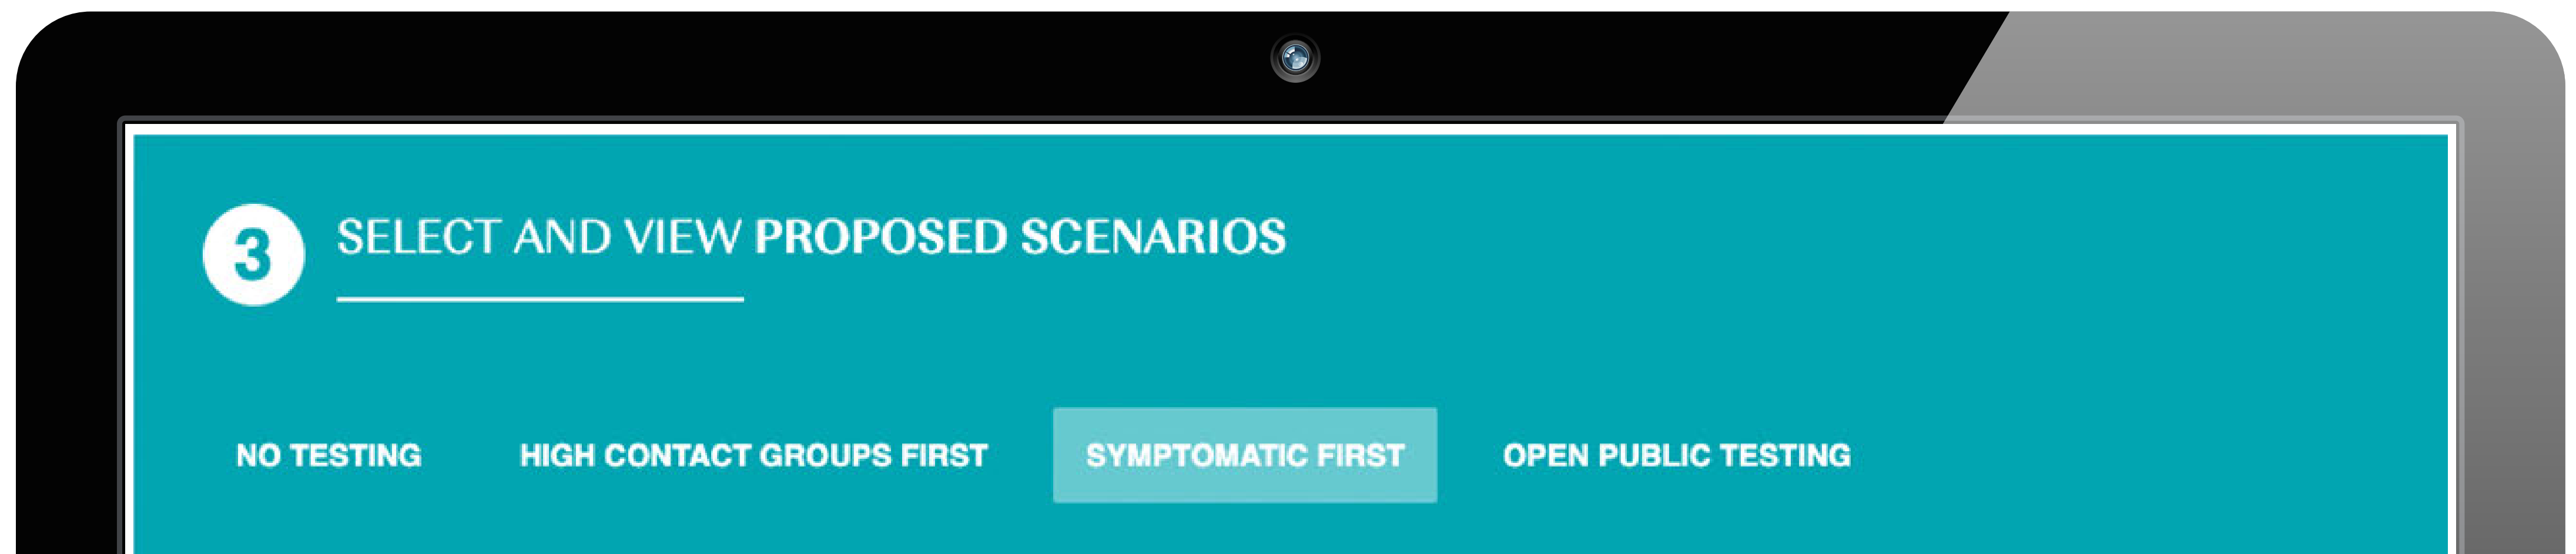 3 SELECT AND VIEW PROPOSED SCENARIOS
NO TESTING HIGH CONTACT GROUPS FIRST SYMPTOMATIC FIRST OPEN PUBLIC TESTING